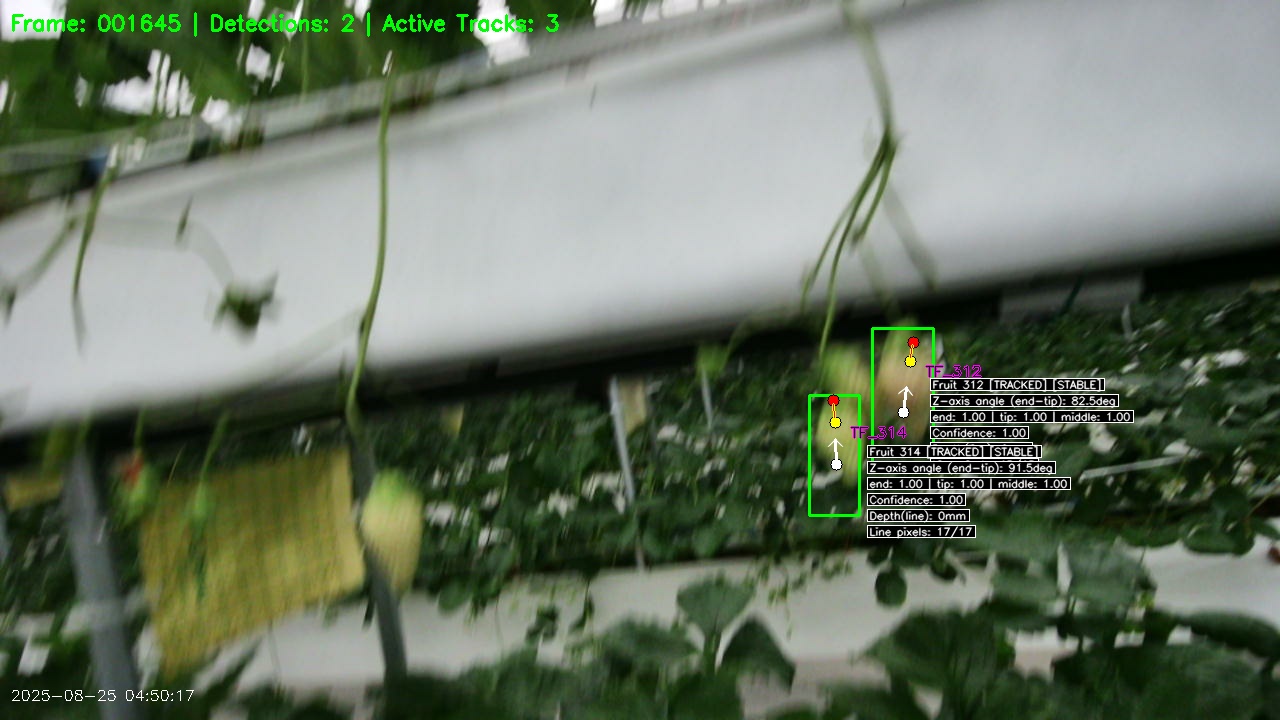 Frame: 001645 | Detections: 2 | Active Tracks: 3
TF_312
Fruit 312 [TRACKED] [STABLE]
Z-axis angle (end-tip): 82.5deg
end: 1.00 | tip: 1.00 | middle: 1.00
Confidence: 1.00
TF_314
Fruit 314 [TRACKED] [STABLE]
Z-axis angle (end-tip): 91.5deg
end: 1.00 | tip: 1.00 | middle: 1.00
Confidence: 1.00
Depth(line): 0mm
Line pixels: 17/17
2025-08-25 04:50:17